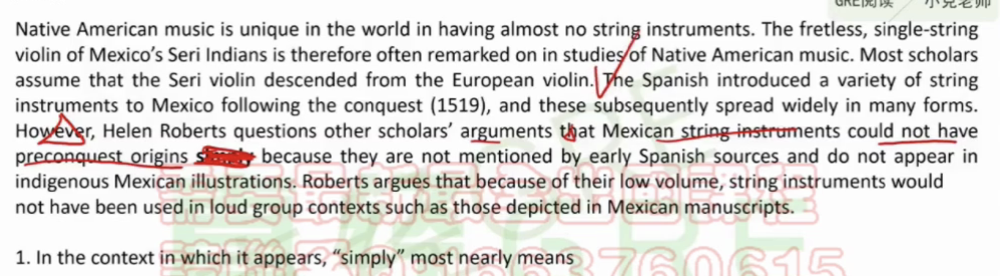 GRE阅读 小克老师
Native American music is unique in the world in having almost no string instruments. The fretless, single-string
violin of Mexico’s Seri Indians is therefore often remarked on in studies of Native American music. Most scholars
assume that the Seri violin descended from the European violin. The Spanish introduced a variety of string
instruments to Mexico following the conquest (1519), and these subsequently spread widely in many forms.
However, Helen Roberts questions other scholars’ arguments that Mexican string instruments could not have
preconquest origins because they are not mentioned by early Spanish sources and do not appear in
indigenous Mexican illustrations. Roberts argues that because of their low volume, string instruments would
not have been used in loud group contexts such as those depicted in Mexican manuscripts.
1. In the context in which it appears, “simply” most nearly means